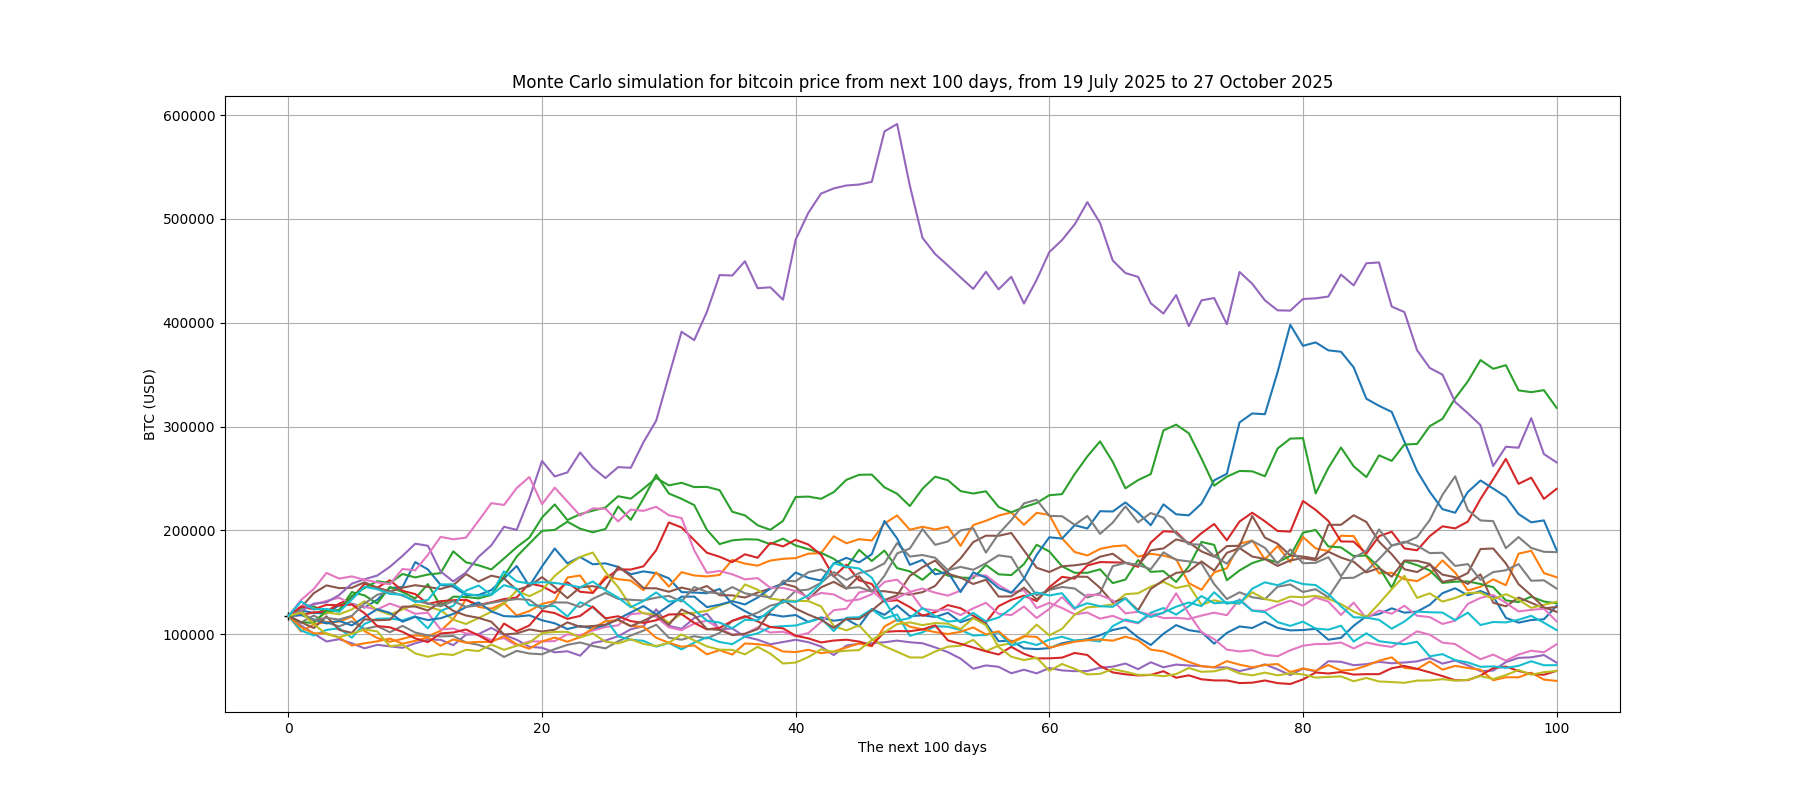 Monte Carlo simulation for bitcoin price from next 100 days, from 19 July 2025 to 27 October 2025
600000
500000
400000
300000
200000
100000
BTC (USD)
0 20 40 60 80 100
The next 100 days